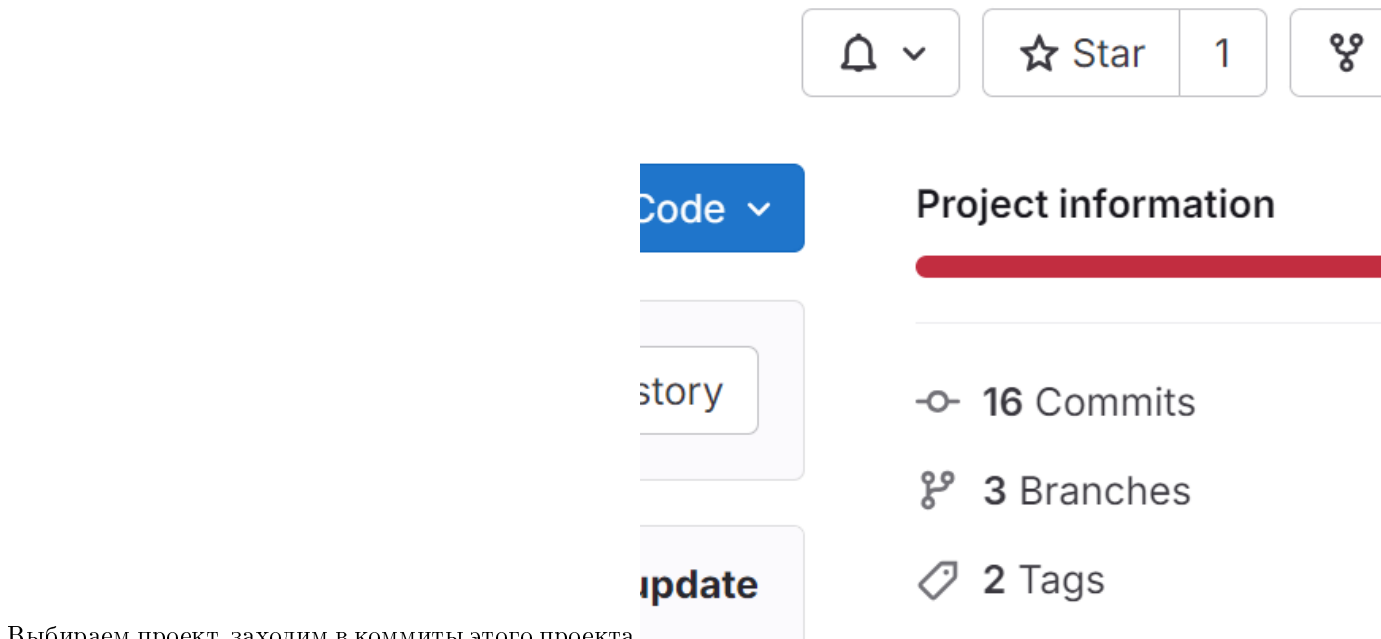 Star 1
Code
Project information
story
16 Commits
3 Branches
update
2 Tags
Выбираем проект, заходим в коммиты этого проекта